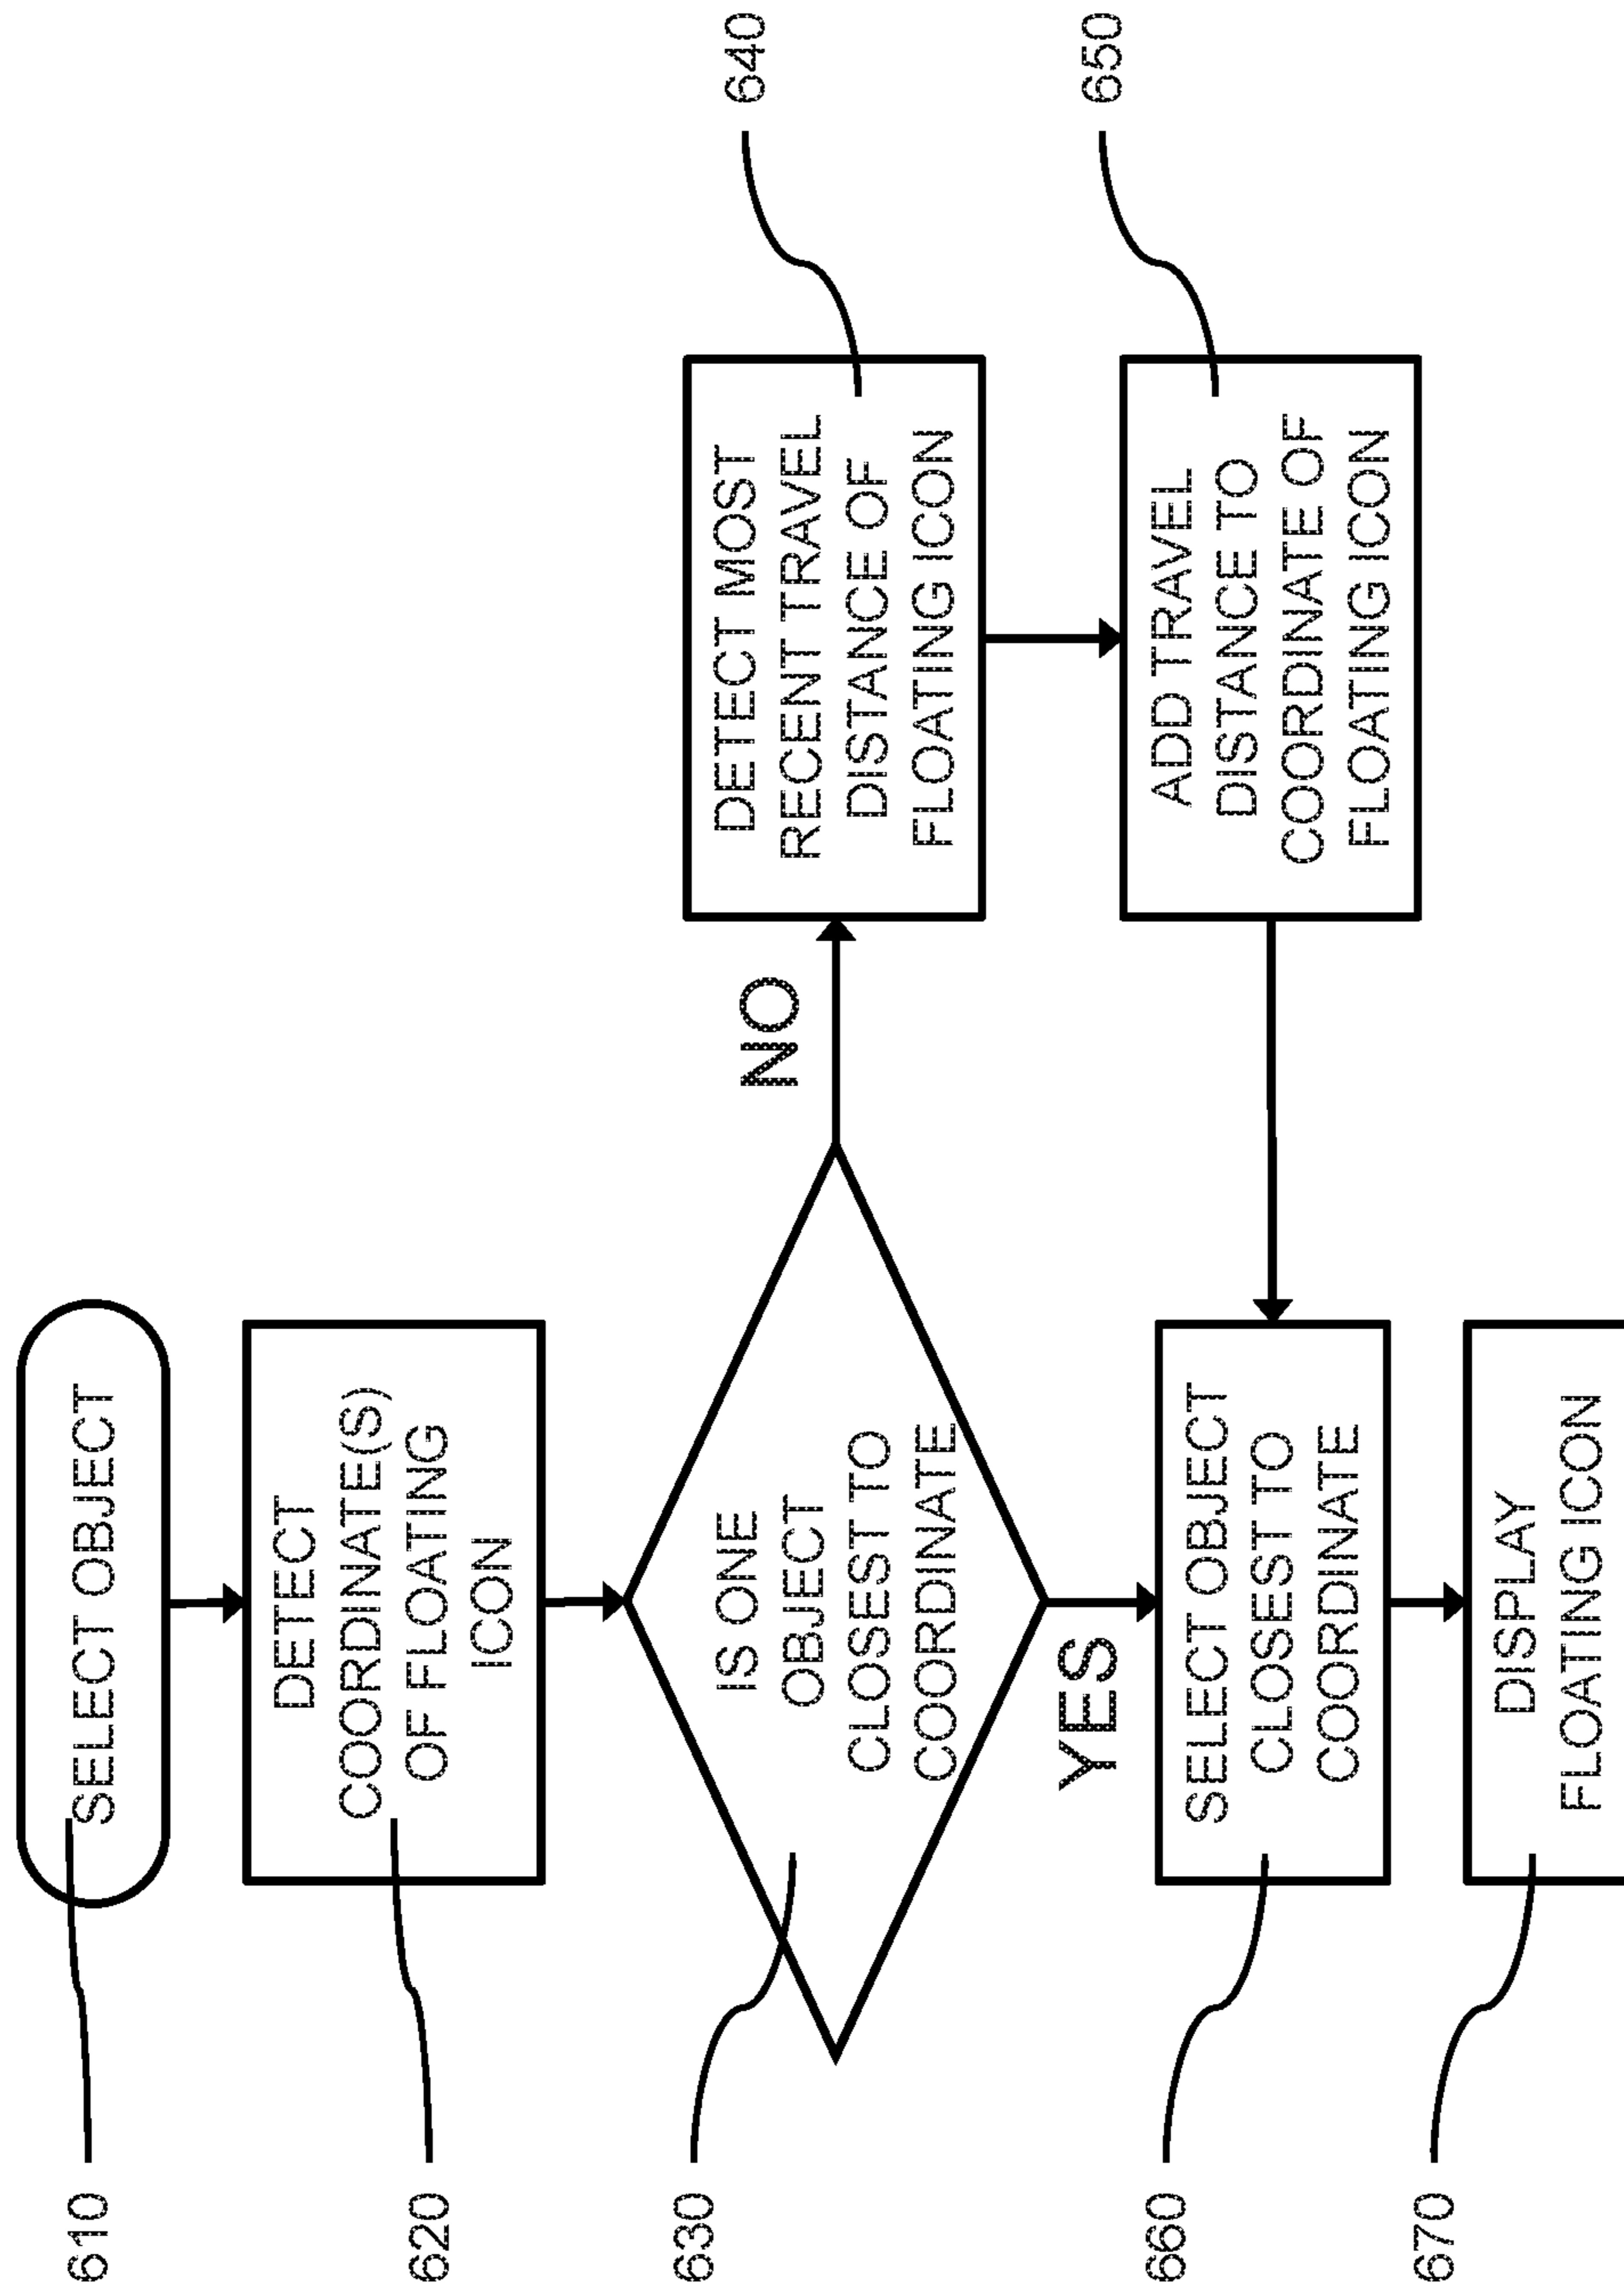 610
SELECT OBJECT
620
DETECT
COORDINATE(S)
OF FLOATING
ICON
630
IS ONE
OBJECT
CLOSEST TO
COORDINATE
NO
640
DETECT MOST
RECENT TRAVEL
DISTANCE OF
FLOATING ICON
650
ADD TRAVEL
DISTANCE TO
COORDINATE OF
FLOATING ICON
YES
660
SELECT OBJECT
CLOSEST TO
COORDINATE
670
DISPLAY
FLOATING ICON